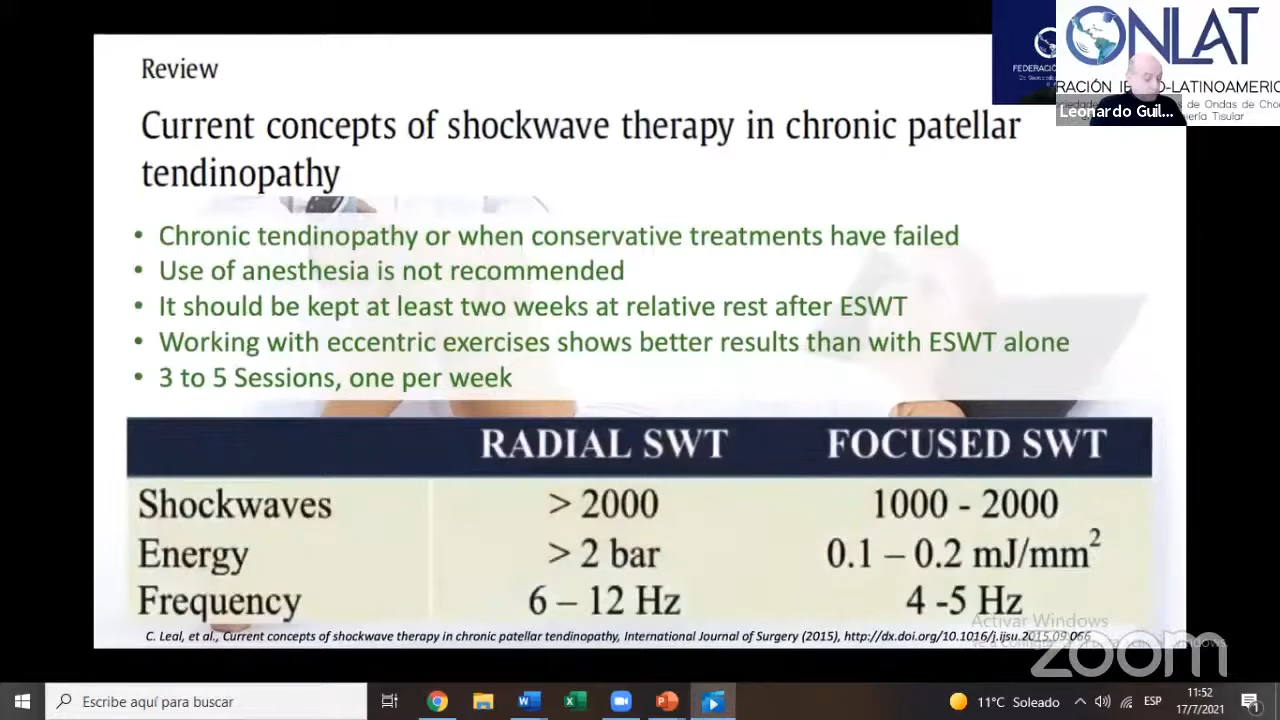 Review
Current concepts of shockwave therapy in chronic patellar
tendinopathy
• Chronic tendinopathy or when conservative treatments have failed
• Use of anesthesia is not recommended
• It should be kept at least two weeks at relative rest after ESWT
• Working with eccentric exercises shows better results than with ESWT alone
• 3 to 5 Sessions, one per week
RADIAL SWT FOCUSED SWT
Shockwaves > 2000 1000 - 2000
Energy > 2 bar 0.1 – 0.2 mJ/mm²
Frequency 6 – 12 Hz 4 -5 Hz
C. Leal, et al., Current concepts of shockwave therapy in chronic patellar tendinopathy, International Journal of Surgery (2015), http://dx.doi.org/10.1016/j.ijsu.2015.09.066
ONLAT
Leonardo Guil...
Activar Windows
zoom
Escribe aquí para buscar
11°C Soleado
ESP
11:52
17/7/2021
1